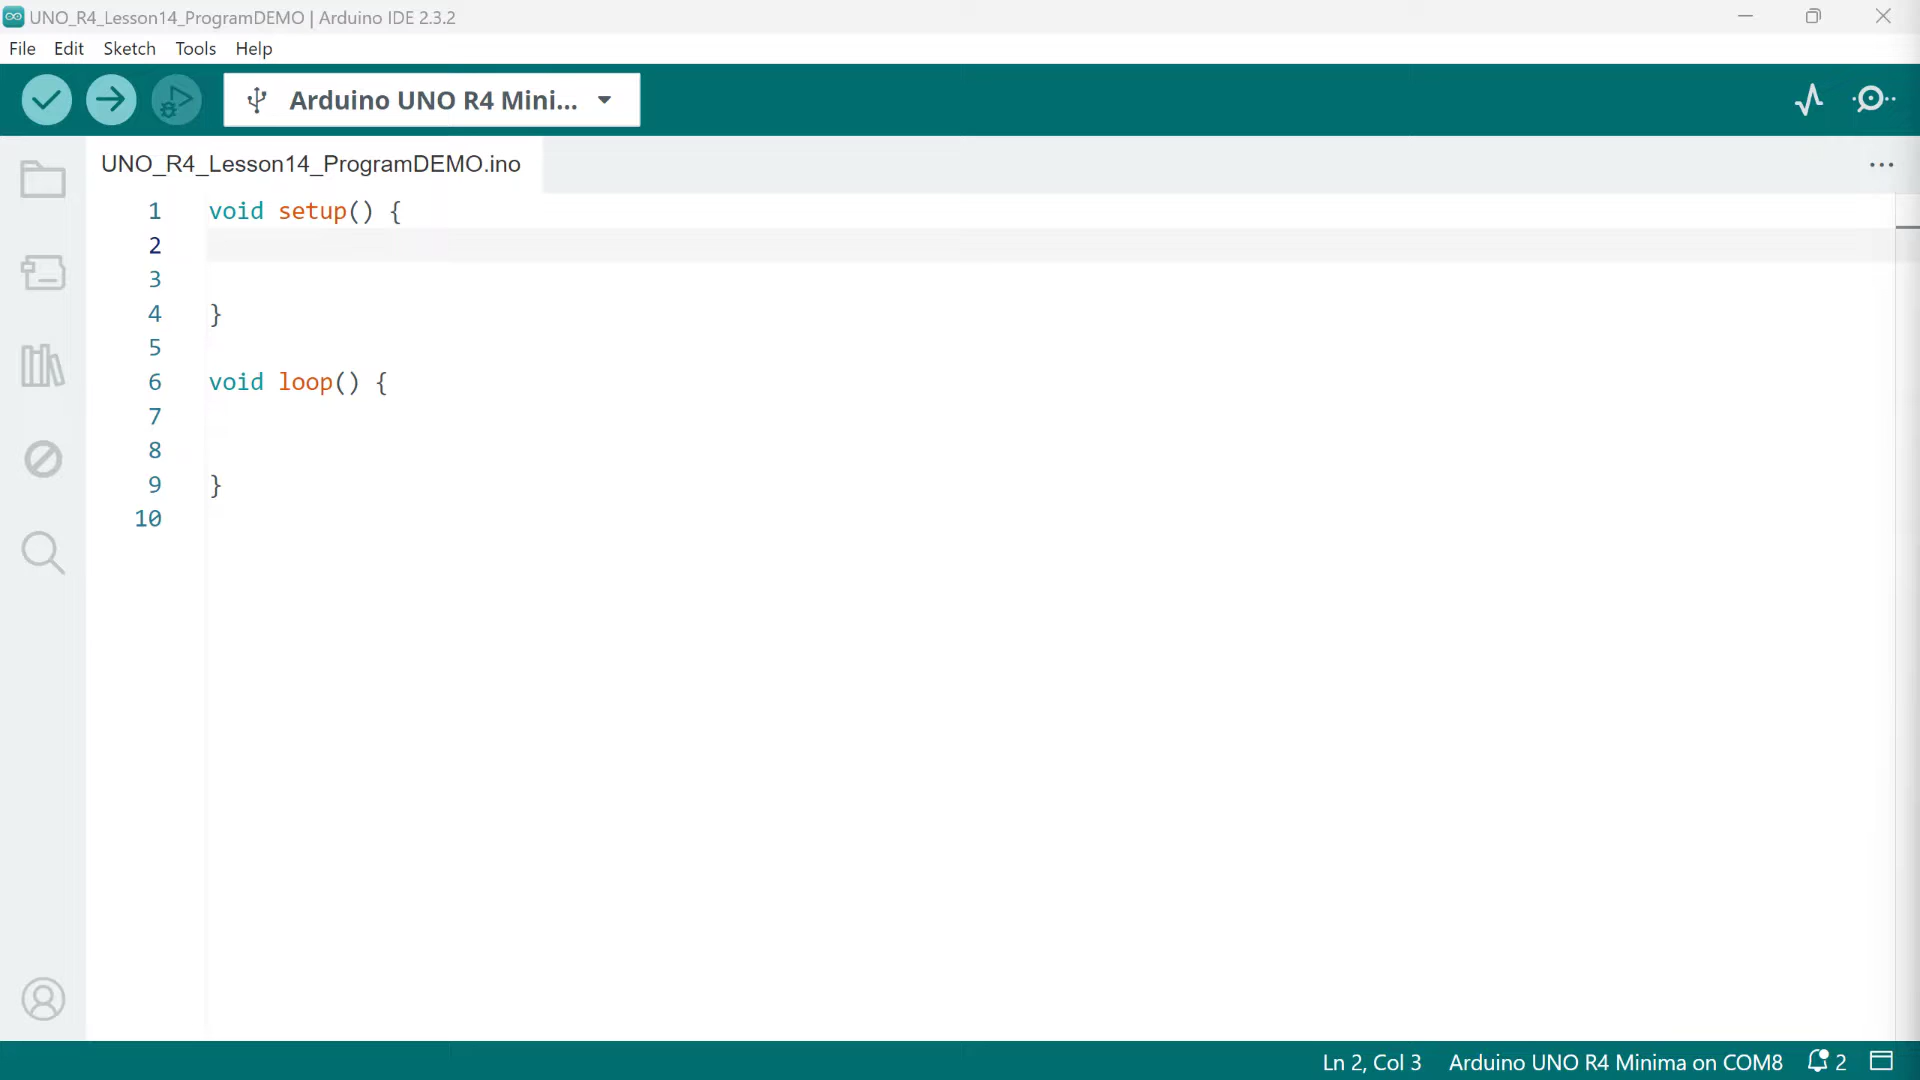 UNO_R4_Lesson14_ProgramDEMO | Arduino IDE 2.3.2
File Edit Sketch Tools Help
Arduino UNO R4 Mini...
UNO_R4_Lesson14_ProgramDEMO.ino
1 void setup() {
2
3
4 }
5
6 void loop() {
7
8
9 }
10
Ln 2, Col 3 Arduino UNO R4 Minima on COM8 2